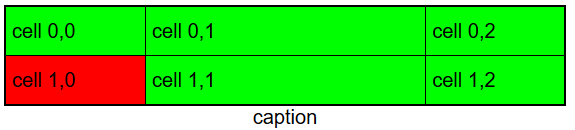 cell 0,0 cell 0,1 cell 0,2
cell 1,0 cell 1,1 cell 1,2
caption